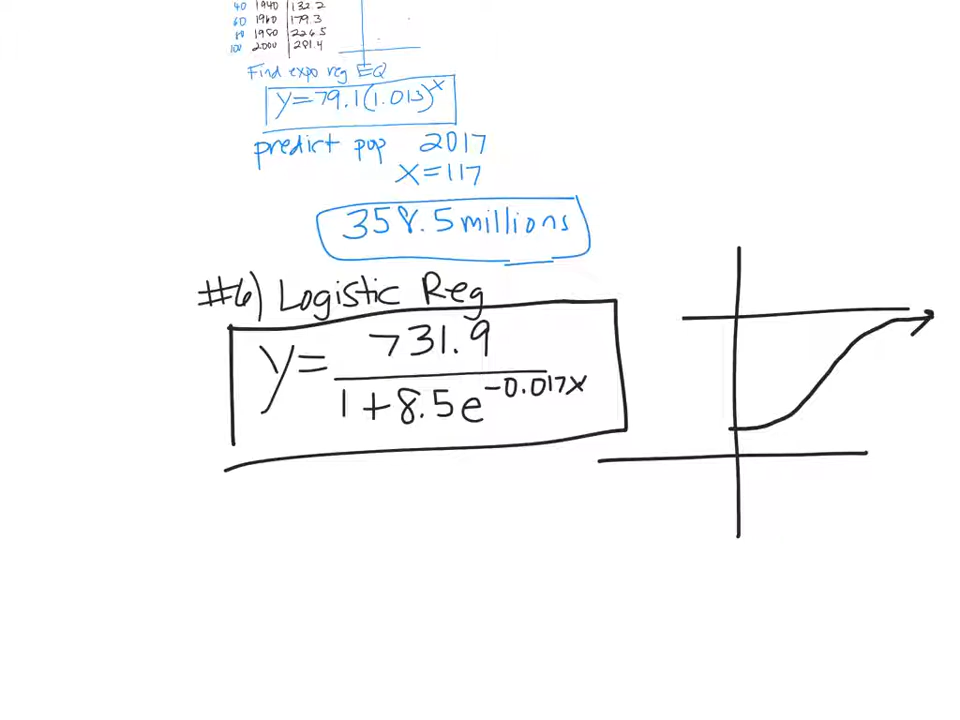 40 1940 132.2
60 1960 179.3
80 1980 226.5
100 2000 281.4
Find expo reg EQ
y=79.1(1.013)^x
predict pop 2017
x=117
358.5 millions
#6) Logistic Reg
y= 731.9
1+8.5e^-0.017x